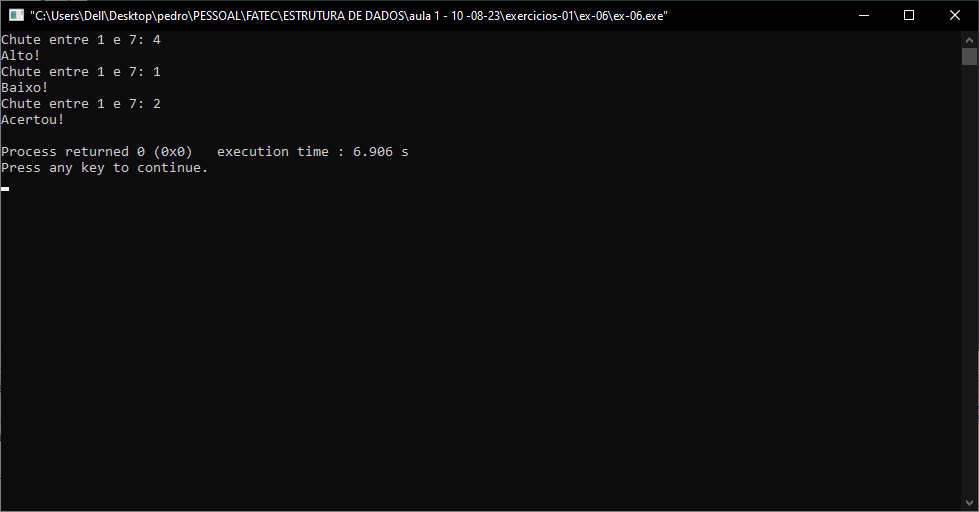 "C:\Users\Dell\Desktop\pedro\PESSOAL\FATEC\ESTRUTURA DE DADOS\aula 1 - 10 -08-23\exercicios-01\ex-06\ex-06.exe"
Chute entre 1 e 7: 4
Alto!
Chute entre 1 e 7: 1
Baixo!
Chute entre 1 e 7: 2
Acertou!
Process returned 0 (0x0)   execution time : 6.906 s
Press any key to continue.